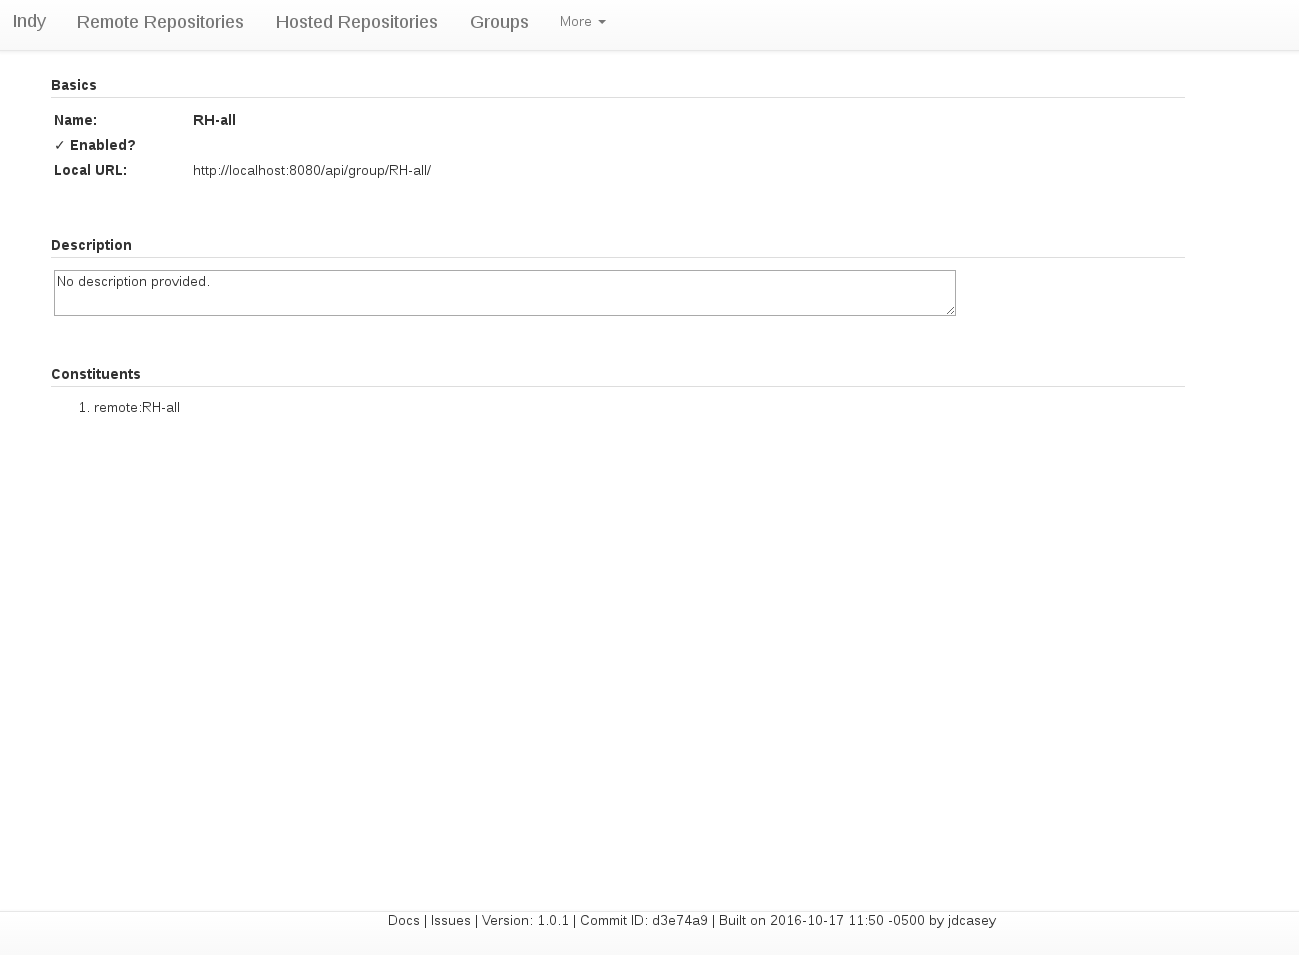 Indy Remote Repositories Hosted Repositories Groups More
Basics
Name: RH-all
✓ Enabled?
Local URL: http://localhost:8080/api/group/RH-all/
Description
No description provided.
Constituents
1. remote:RH-all
Docs | Issues | Version: 1.0.1 | Commit ID: d3e74a9 | Built on 2016-10-17 11:50 -0500 by jdcasey